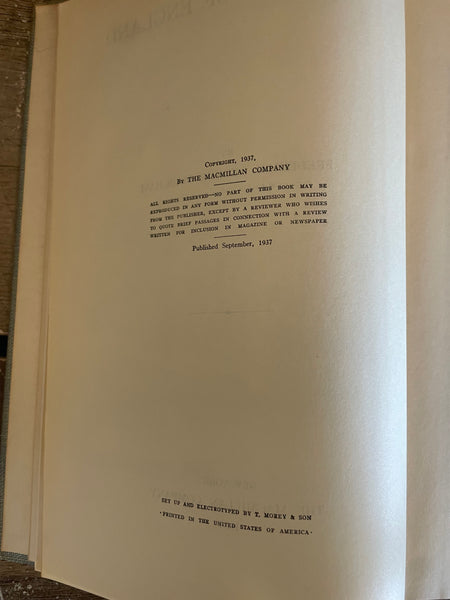 COPYRIGHT, 1937,
BY THE MACMILLAN COMPANY
ALL RIGHTS RESERVED—NO PART OF THIS BOOK MAY BE
REPRODUCED IN ANY FORM WITHOUT PERMISSION IN WRITING
FROM THE PUBLISHER, EXCEPT BY A REVIEWER WHO WISHES
TO QUOTE BRIEF PASSAGES IN CONNECTION WITH A REVIEW
WRITTEN FOR INCLUSION IN MAGAZINE OR NEWSPAPER
Published September, 1937
SET UP AND ELECTROTYPED BY T. MOREY & SON
·PRINTED IN THE UNITED STATES OF AMERICA·